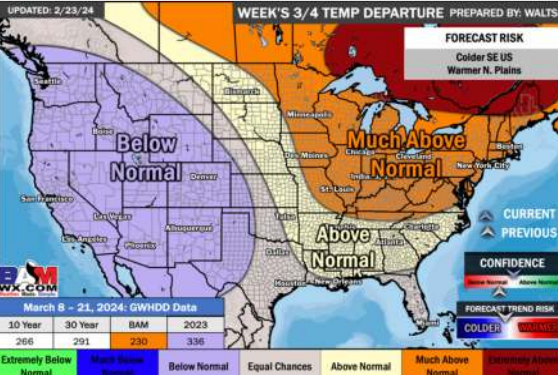 UPDATED: 2/23/24
WEEK'S 3/4 TEMP DEPARTURE PREPARED BY: WALTS
FORECAST RISK
Colder SE US
Warmer N. Plains
Seattle
Bismarck
Minneapolis
Boise
Below
Normal
Much Above
Normal
Boston
Chicago
Cleveland
New York City
Des Moines
Denver
St. Louis
San Francisco
Las Vegas
Tulsa
Charlotte
CURRENT
PREVIOUS
Los Angeles
Albuquerque
Phoenix
Above
Normal
Atlanta
Dallas
CONFIDENCE
Below Normal Above Normal
Houston
New Orleans
BAM
WX.COM
FORECAST TREND RISK
COLDER WARMER
Miami
March 8 - 21, 2024: GWHDD Data
10 Year 30 Year BAM 2023
266 291 230 336
Extremely Below
Normal
Much Below
Normal
Below Normal
Equal Chances
Above Normal
Much Above
Normal
Extremely Above
Normal